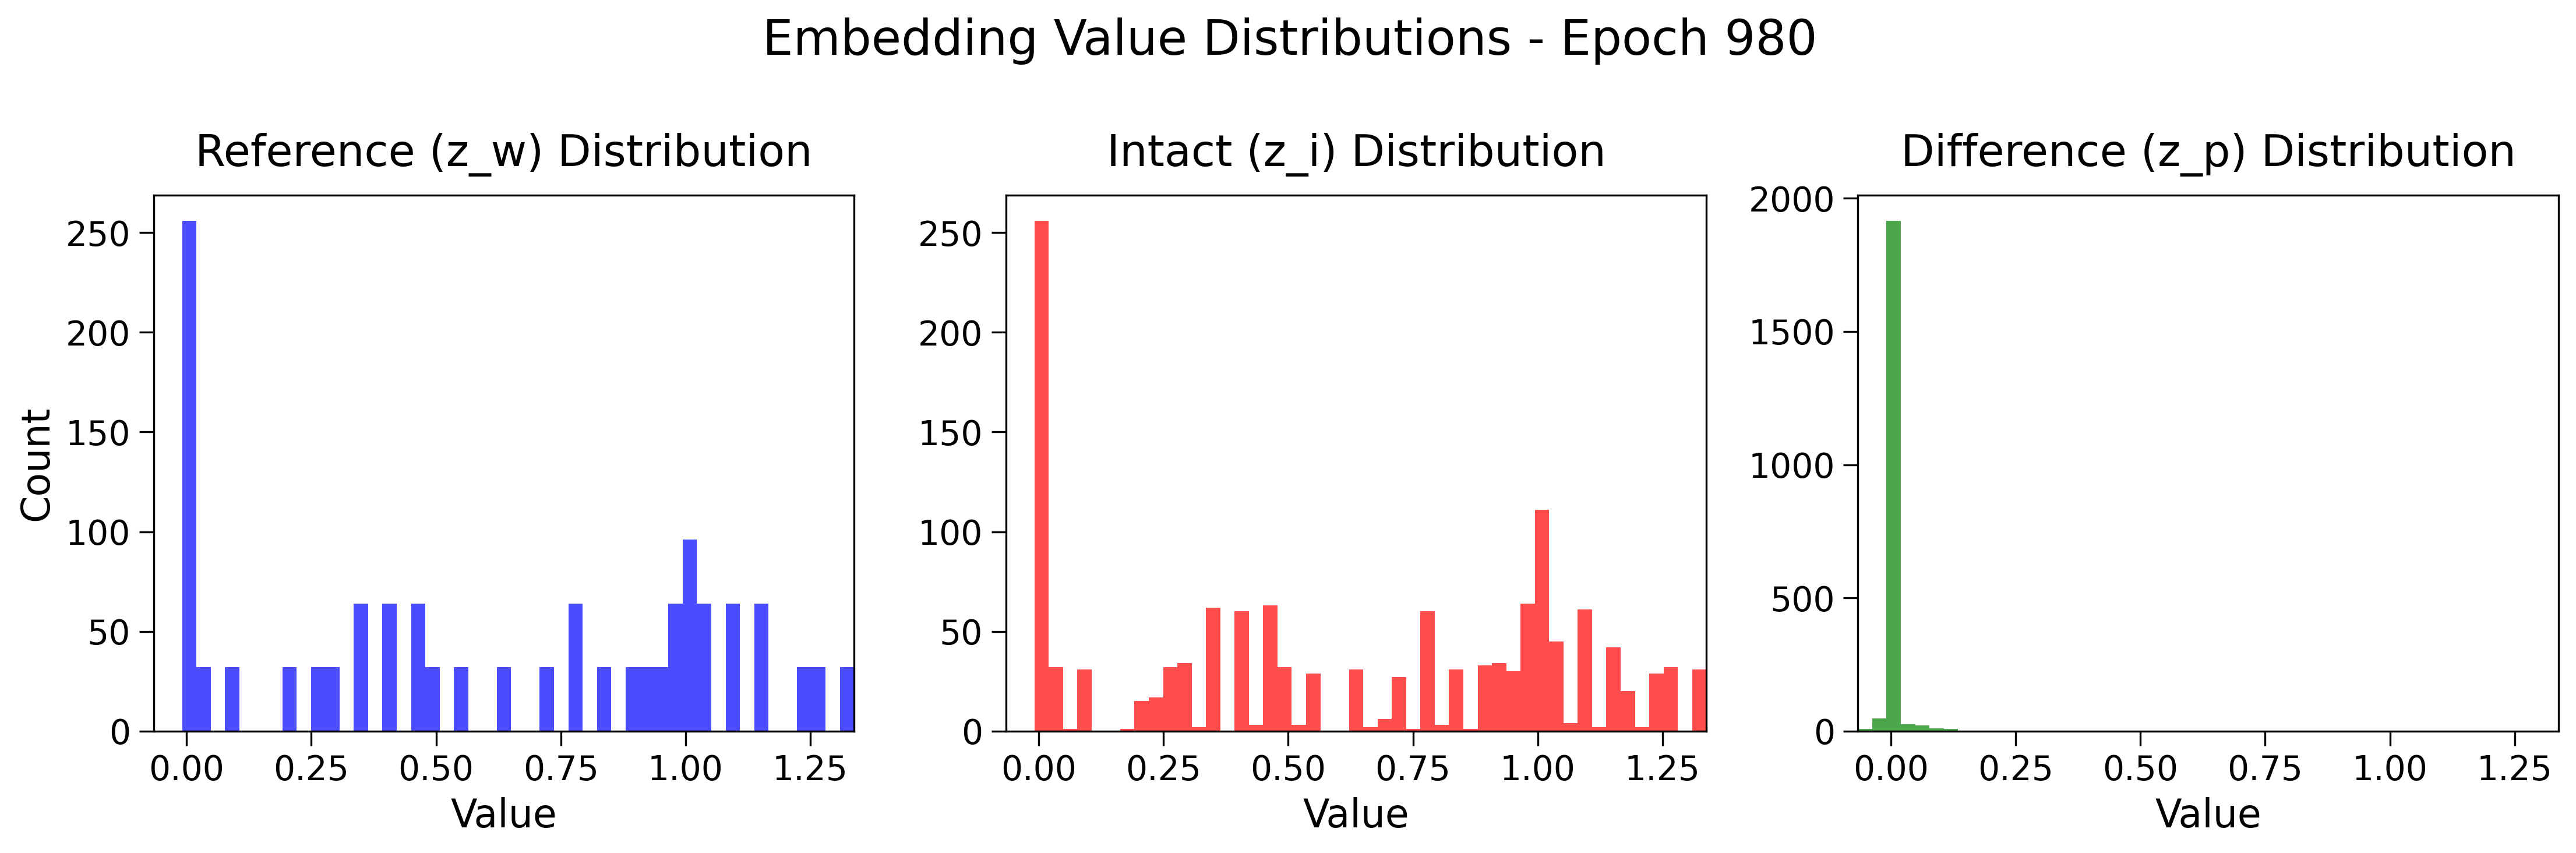 Embedding Value Distributions - Epoch 980
Reference (z_w) Distribution
Count
250
200
150
100
50
0
0.00 0.25 0.50 0.75 1.00 1.25
Value
Intact (z_i) Distribution
250
200
150
100
50
0
0.00 0.25 0.50 0.75 1.00 1.25
Value
Difference (z_p) Distribution
2000
1500
1000
500
0
0.00 0.25 0.50 0.75 1.00 1.25
Value